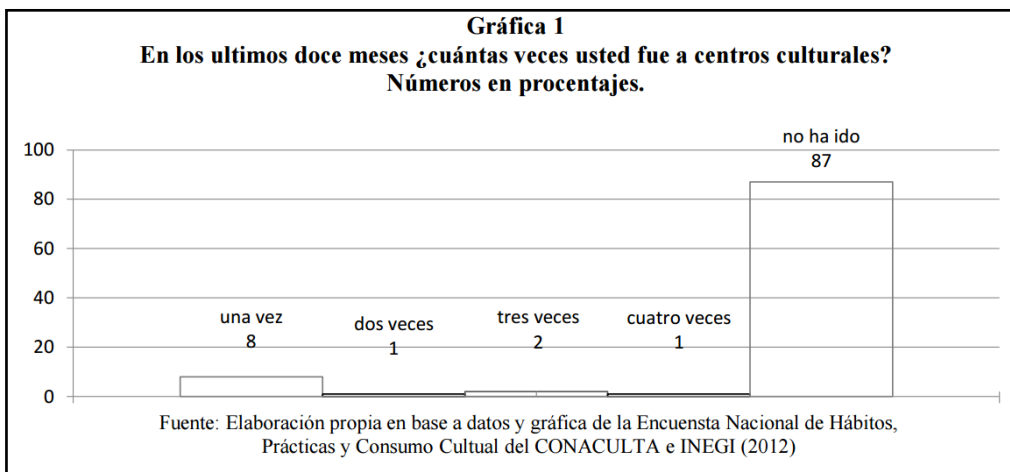 Gráfica 1
En los ultimos doce meses ¿cuántas veces usted fue a centros culturales?
Números en procentajes.
100
80
60
40
20
0
una vez
8
dos veces
1
tres veces
2
cuatro veces
1
no ha ido
87
Fuente: Elaboración propia en base a datos y gráfica de la Encuensta Nacional de Hábitos,
Prácticas y Consumo Cultual del CONACULTA e INEGI (2012)